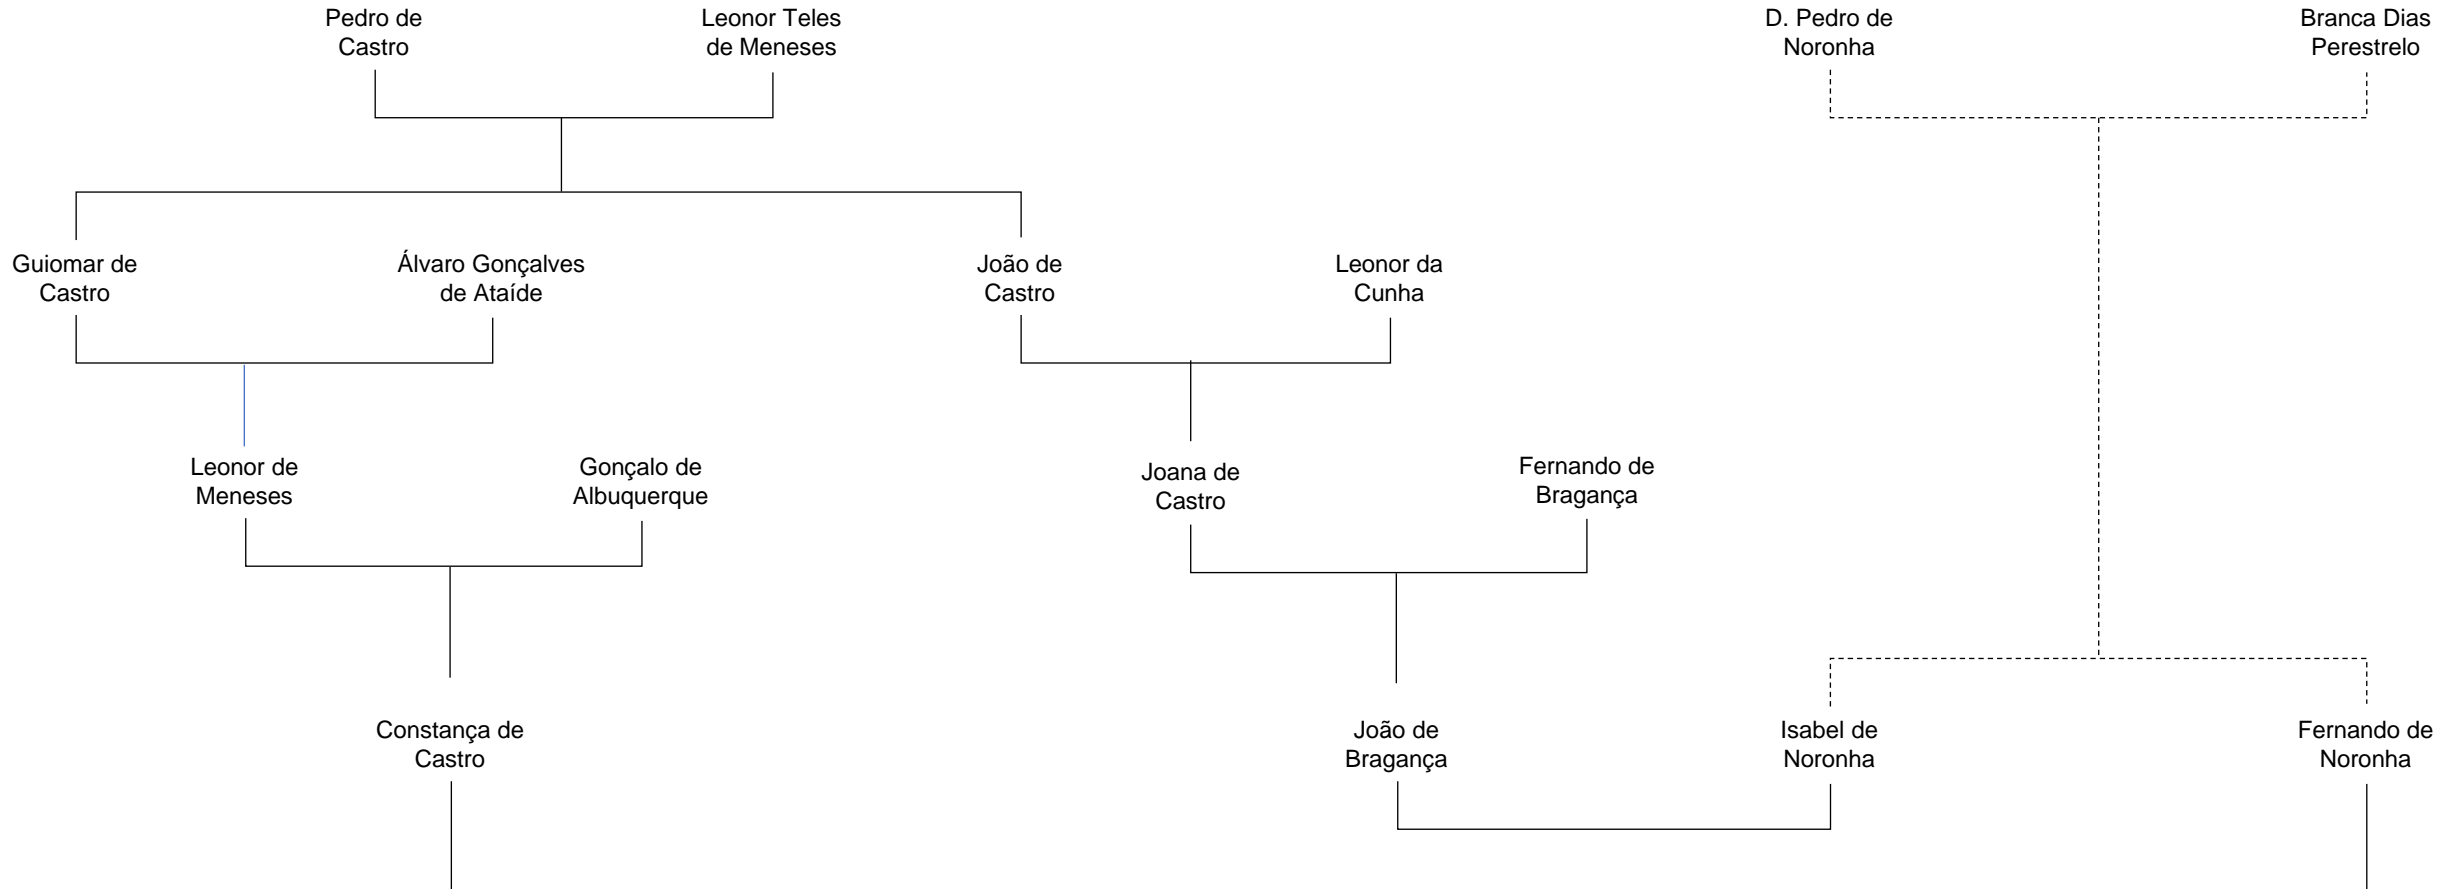 Pedro de
Castro
Leonor Teles
de Meneses
D. Pedro de
Noronha
Branca Dias
Perestrelo
Guiomar de
Castro
Álvaro Gonçalves
de Ataíde
João de
Castro
Leonor da
Cunha
Leonor de
Meneses
Gonçalo de
Albuquerque
Joana de
Castro
Fernando de
Bragança
Constança de
Castro
João de
Bragança
Isabel de
Noronha
Fernando de
Noronha